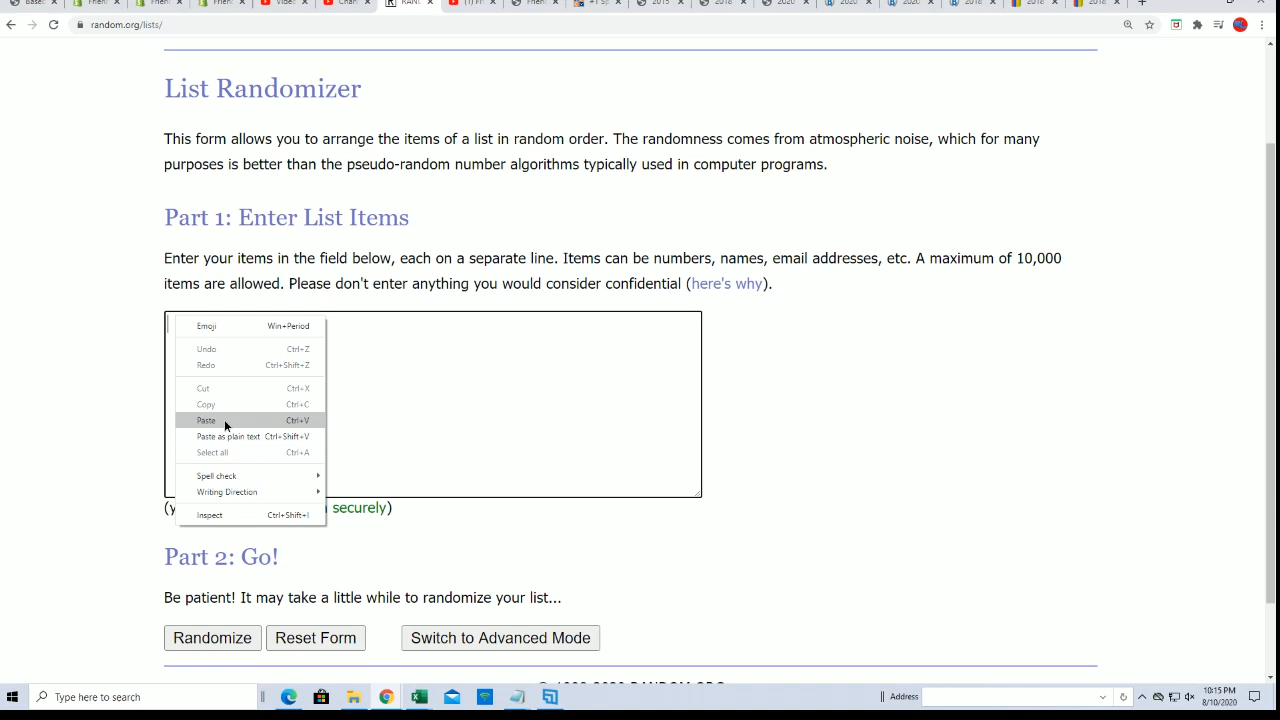 random.org/lists/
List Randomizer
This form allows you to arrange the items of a list in random order. The randomness comes from atmospheric noise, which for many
purposes is better than the pseudo-random number algorithms typically used in computer programs.
Part 1: Enter List Items
Enter your items in the field below, each on a separate line. Items can be numbers, names, email addresses, etc. A maximum of 10,000
items are allowed. Please don't enter anything you would consider confidential (here's why).
Emoji Win+Period
Undo Ctrl+Z
Redo Ctrl+Shift+Z
Cut Ctrl+X
Copy Ctrl+C
Paste Ctrl+V
Paste as plain text Ctrl+Shift+V
Select all Ctrl+A
Spell check
Writing Direction
Inspect Ctrl+Shift+I
securely)
Part 2: Go!
Be patient! It may take a little while to randomize your list...
Randomize Reset Form Switch to Advanced Mode
Type here to search
Address
10:15 PM
8/10/2020